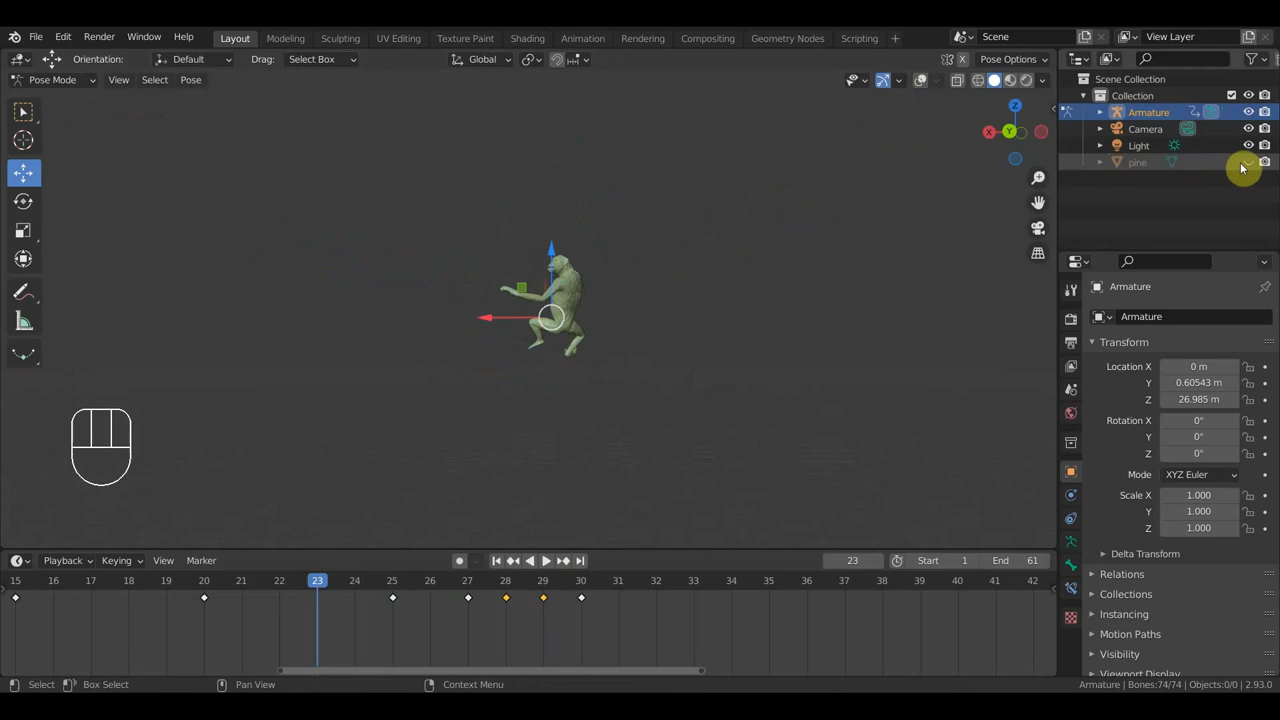 File Edit Render Window Help Layout Modeling Sculpting UV Editing Texture Paint Shading Animation Rendering Compositing Geometry Nodes Scripting + Scene View Layer
Orientation: Default Drag: Select Box Global X Pose Options
Pose Mode View Select Pose
Scene Collection
Collection
Armature
Camera
Light
pine
Z
X
Y
Armature
Armature
Transform
Location X 0 m
Y 0.60543 m
Z 26.985 m
Rotation X 0°
Y 0°
Z 0°
Mode XYZ Euler
Scale X 1.000
Y 1.000
Z 1.000
Delta Transform
Relations
Collections
Instancing
Motion Paths
Visibility
Viewport Display
Playback Keying View Marker 23 Start 1 End 61
15 16 17 18 19 20 23 24 25 26 27 28 29 30 31 32 33 34 35 36 37 38 39 40 41 42
Select Box Select Pan View Context Menu Armature | Bones:74/74 | Objects:0/0 | 2.93.0